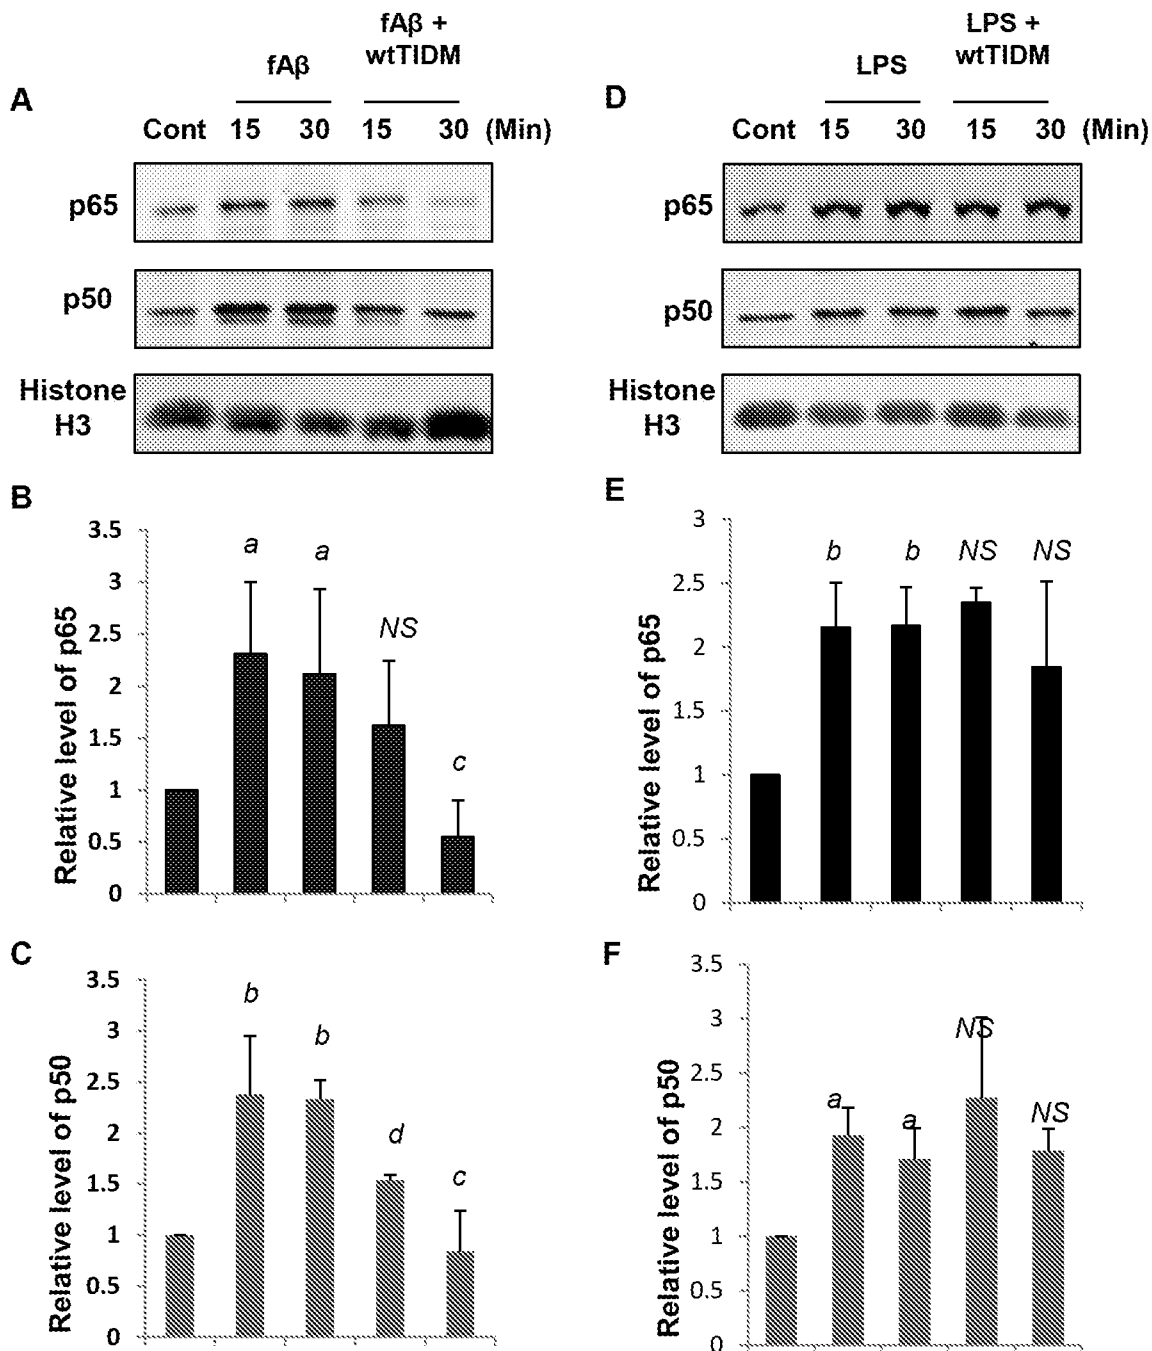 fAβ
fAβ +
wtTIDM
A
Cont 15 30 15 30 (Min)
p65
p50
Histone
H3
B
Relative level of p65
3.5
3
2.5
2
1.5
1
0.5
0
a
a
NS
c
C
Relative level of p50
3.5
3
2.5
2
1.5
1
0.5
0
b
b
d
c
LPS
LPS +
wtTIDM
D
Cont 15 30 15 30 (Min)
p65
p50
Histone
H3
E
Relative level of p65
3
2.5
2
1.5
1
0.5
0
b
b
NS
NS
F
Relative level of p50
3.5
3
2.5
2
1.5
1
0.5
0
a
a
NS
NS